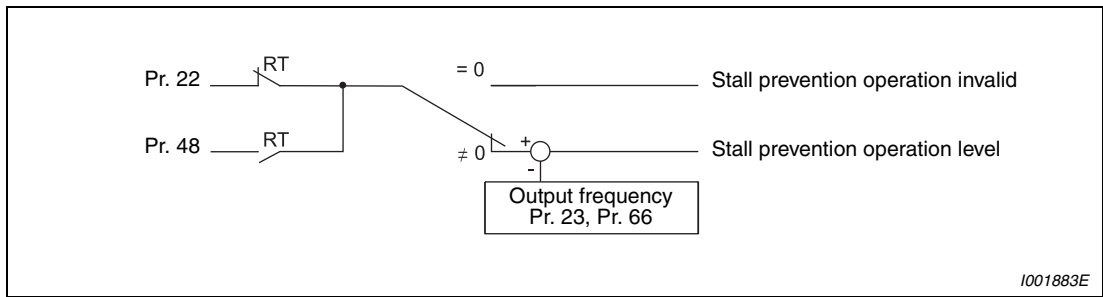 Pr. 22
RT
= 0
Stall prevention operation invalid
Pr. 48
RT
≠ 0
+
-
Stall prevention operation level
Output frequency
Pr. 23, Pr. 66
I001883E